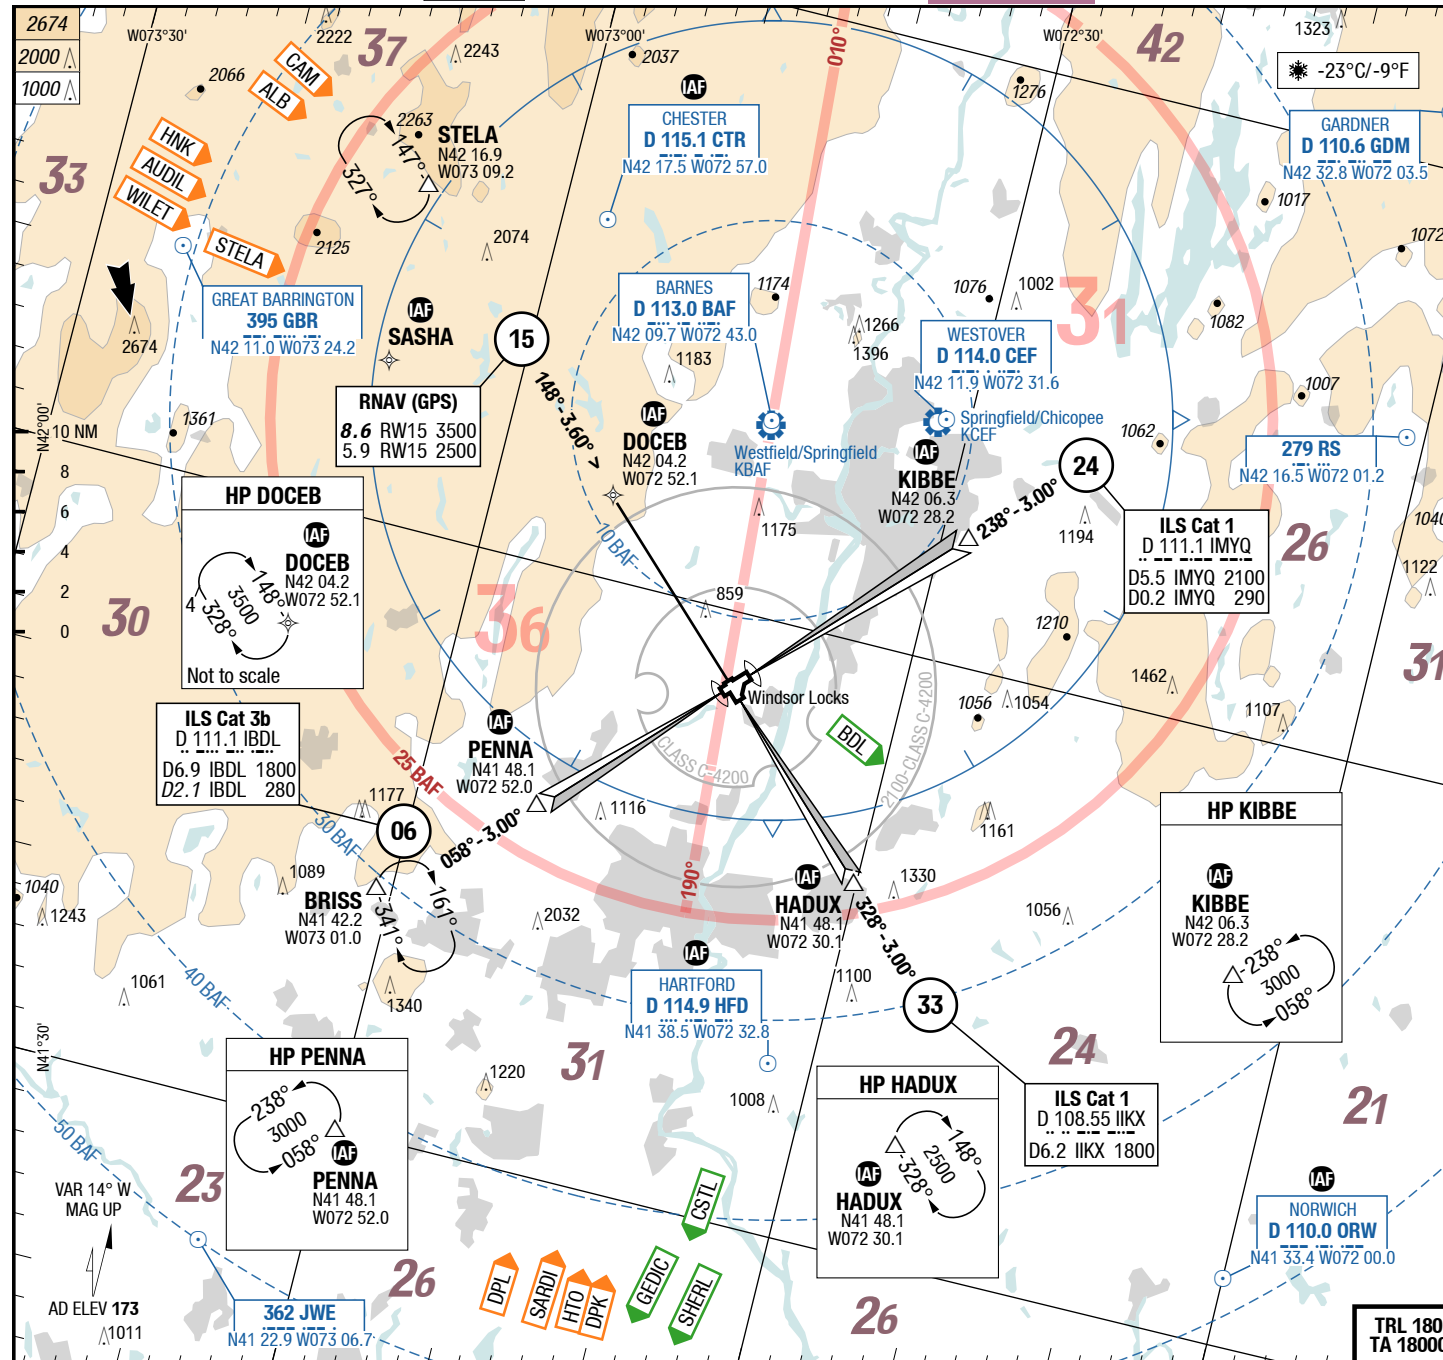 2674
2000
1000
W073°30'
2222
37
2243
W073°00'
2037
010°
W072°30'
42
1323
-23°C/-9°F
CAM
ALB
2066
HNK
AUDIL
WILET
STELA
33
2263
147°
327°
STELA
N42 16.9
W073 09.2
2125
2074
IAF
CHESTER
D 115.1 CTR
N42 17.5 W072 57.0
1276
GARDNER
D 110.6 GDM
N42 32.8 W072 03.5
1017
1072
2674
GREAT BARRINGTON
395 GBR
N42 11.0 W073 24.2
IAF
SASHA
15
BARNES
D 113.0 BAF
N42 09.7 W072 43.0
1174
1183
1266
1396
1076
1002
31
WESTOVER
D 114.0 CEF
N42 11.9 W072 31.6
1082
1007
RNAV (GPS)
8.6 RW15 3500
5.9 RW15 2500
148°-3.60° >
IAF
DOCEB
N42 04.2
W072 52.1
Westfield/Springfield
KBAF
Springfield/Chicopee
KCEF
IAF
KIBBE
N42 06.3
W072 28.2
24
238°-3.00°
1062
279 RS
N42 16.5 W072 01.2
N42°00'
10 NM
8
6
4
2
0
1361
HP DOCEB
IAF
DOCEB
N42 04.2
W072 52.1
148°
3500
328°
4
Not to scale
30
10 BAF
1175
1194
ILS Cat 1
D 111.1 IMYQ
D5.5 IMYQ 2100
D0.2 IMYQ 290
26
1040
1122
36
859
1210
1462
31
1107
1056
1054
Windsor Locks
CLASS C-4200
2100-CLASS C-4200
BDL
ILS Cat 3b
D 111.1 IBDL
D6.9 IBDL 1800
D2.1 IBDL 280
IAF
PENNA
N41 48.1
W072 52.0
25 BAF
30 BAF
1177
06
058°-3.00°
1116
1161
1089
BRISS
N41 42.2
W073 01.0
161°
341°
190°
2032
IAF
HADUX
N41 48.1
W072 30.1
1330
328°-3.00°
1056
HP KIBBE
IAF
KIBBE
N42 06.3
W072 28.2
238°
3000
058°
1040
1243
1061
40 BAF
1340
IAF
HARTFORD
D 114.9 HFD
N41 38.5 W072 32.8
1100
33
24
N41°30'
HP PENNA
238°
3000
058°
IAF
PENNA
N41 48.1
W072 52.0
1220
31
1008
HP HADUX
IAF
HADUX
N41 48.1
W072 30.1
148°
2500
328°
ILS Cat 1
D 108.55 IIKX
D6.2 IIKX 1800
21
50 BAF
VAR 14° W
MAG UP
23
CSTL
IAF
NORWICH
D 110.0 ORW
N41 33.4 W072 00.0
AD ELEV 173
1011
362 JWE
N41 22.9 W073 06.7
26
DPL
SARDI
HTO
DPK
GEDIC
SHERL
26
TRL 180
TA 18000